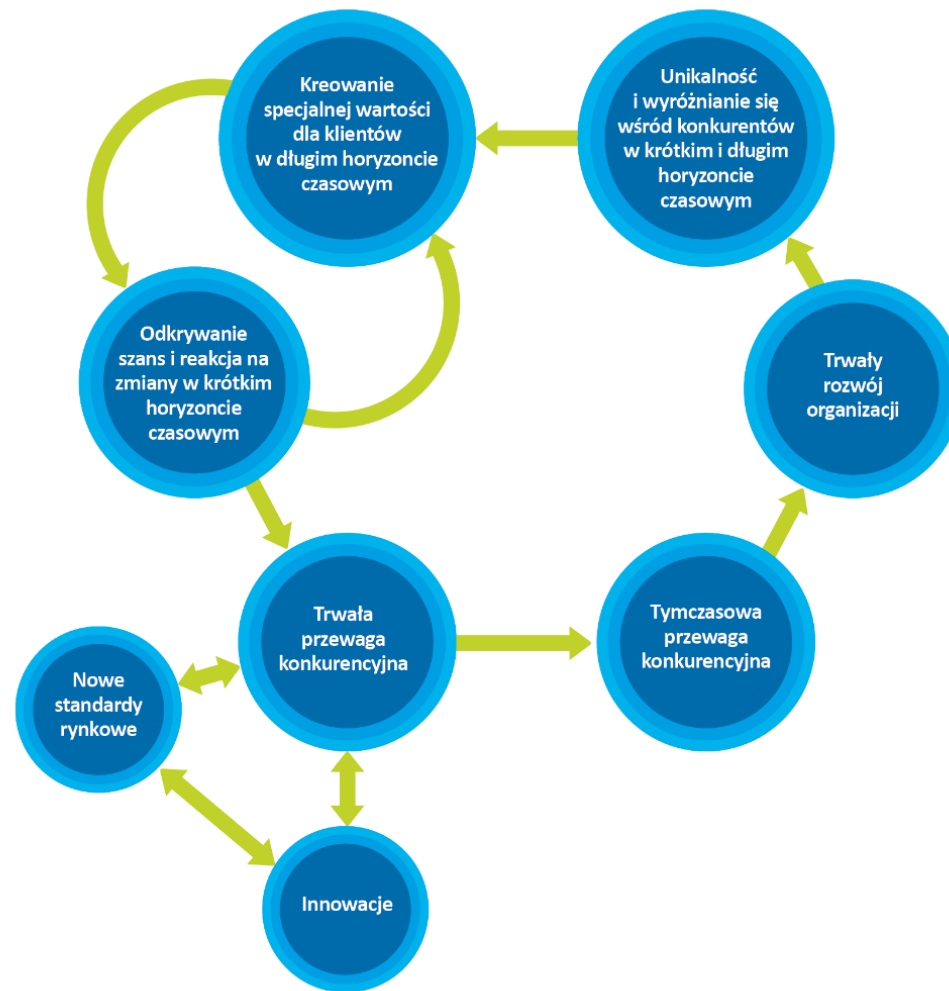 Kreowanie
specjalnej wartości
dla klientów
w długim horyzoncie
czasowym
Unikalność
i wyróżnianie się
wśród konkurentów
w krótkim i długim
horyzoncie
czasowym
Odkrywanie
szans i reakcja na
zmiany w krótkim
horyzoncie
czasowym
Trwały
rozwój
organizacji
Trwała
przewaga
konkurencyjna
Tymczasowa
przewaga
konkurencyjna
Nowe
standardy
rynkowe
Innowacje